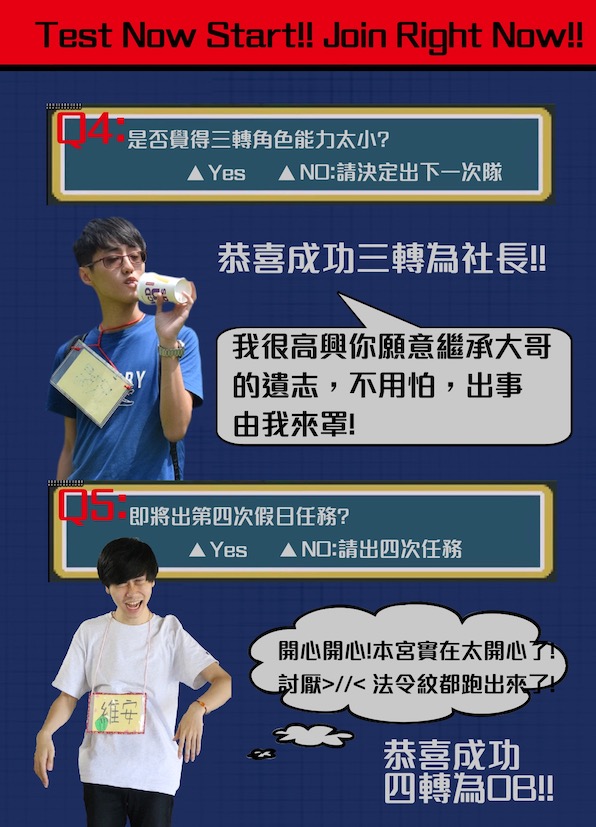 Test Now Start!! Join Right Now!!
Q4:是否覺得三轉角色能力太小?
▲Yes ▲NO:請決定出下一次隊
恭喜成功三轉為社長!!
我很高興你願意繼承大哥
的遺志，不用怕，出事
由我來罩!
Q5:即將出第四次假日任務?
▲Yes ▲NO:請出四次任務
開心開心!本宮實在太開心了!
討厭>//< 法令紋都跑出來了!
維安
恭喜成功
四轉為OB!!